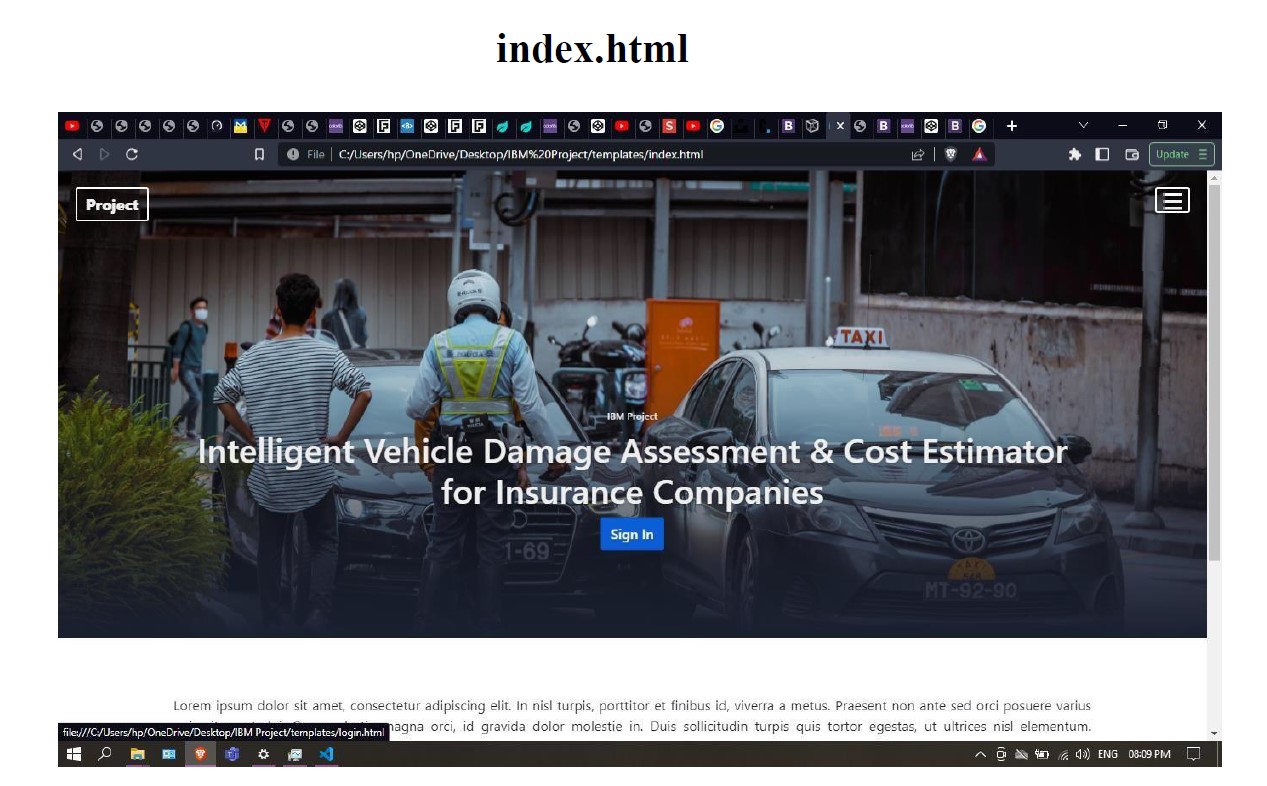 index.html
File C:/Users/hp/OneDrive/Desktop/IBM%20Project/templates/index.html
Update
Project
TAXI
IBM Project
Intelligent Vehicle Damage Assessment & Cost Estimator
for Insurance Companies
Sign In
1-69
MT-92-90
Lorem ipsum dolor sit amet, consectetur adipiscing elit. In nisl turpis, porttitor et finibus id, viverra a metus. Praesent non ante sed orci posuere varius
magna orci, id gravida dolor molestie in. Duis sollicitudin turpis quis tortor egestas, ut ultrices nisl elementum.
file:///C:/Users/hp/OneDrive/Desktop/IBM Project/templates/login.html
ENG 08:09 PM